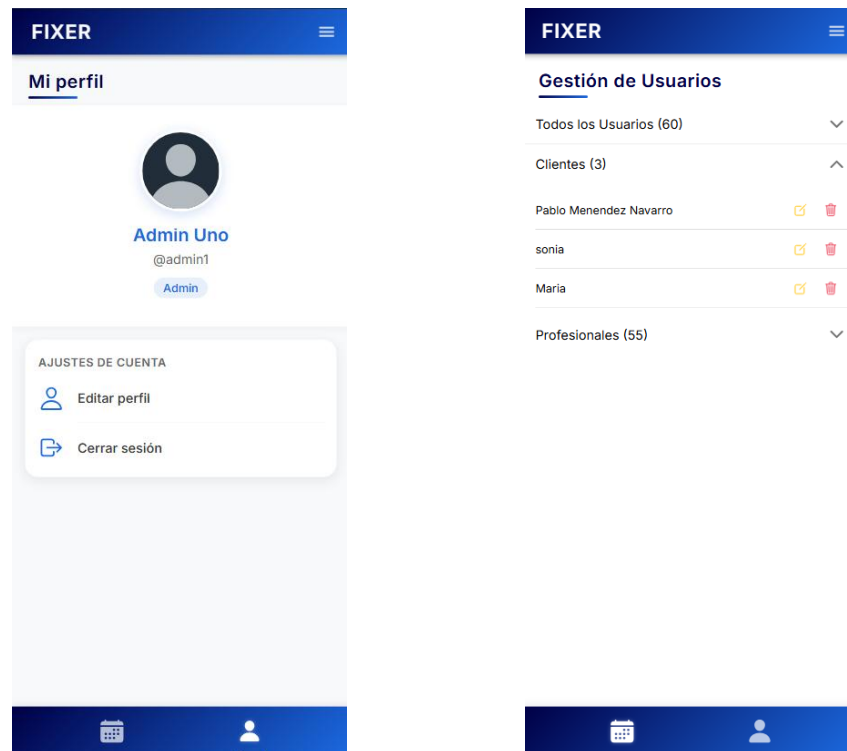 FIXER
Mi perfil
Admin Uno
@admin1
Admin
AJUSTES DE CUENTA
Editar perfil
Cerrar sesión
FIXER
Gestión de Usuarios
Todos los Usuarios (60)
Clientes (3)
Pablo Menendez Navarro
sonia
Maria
Profesionales (55)